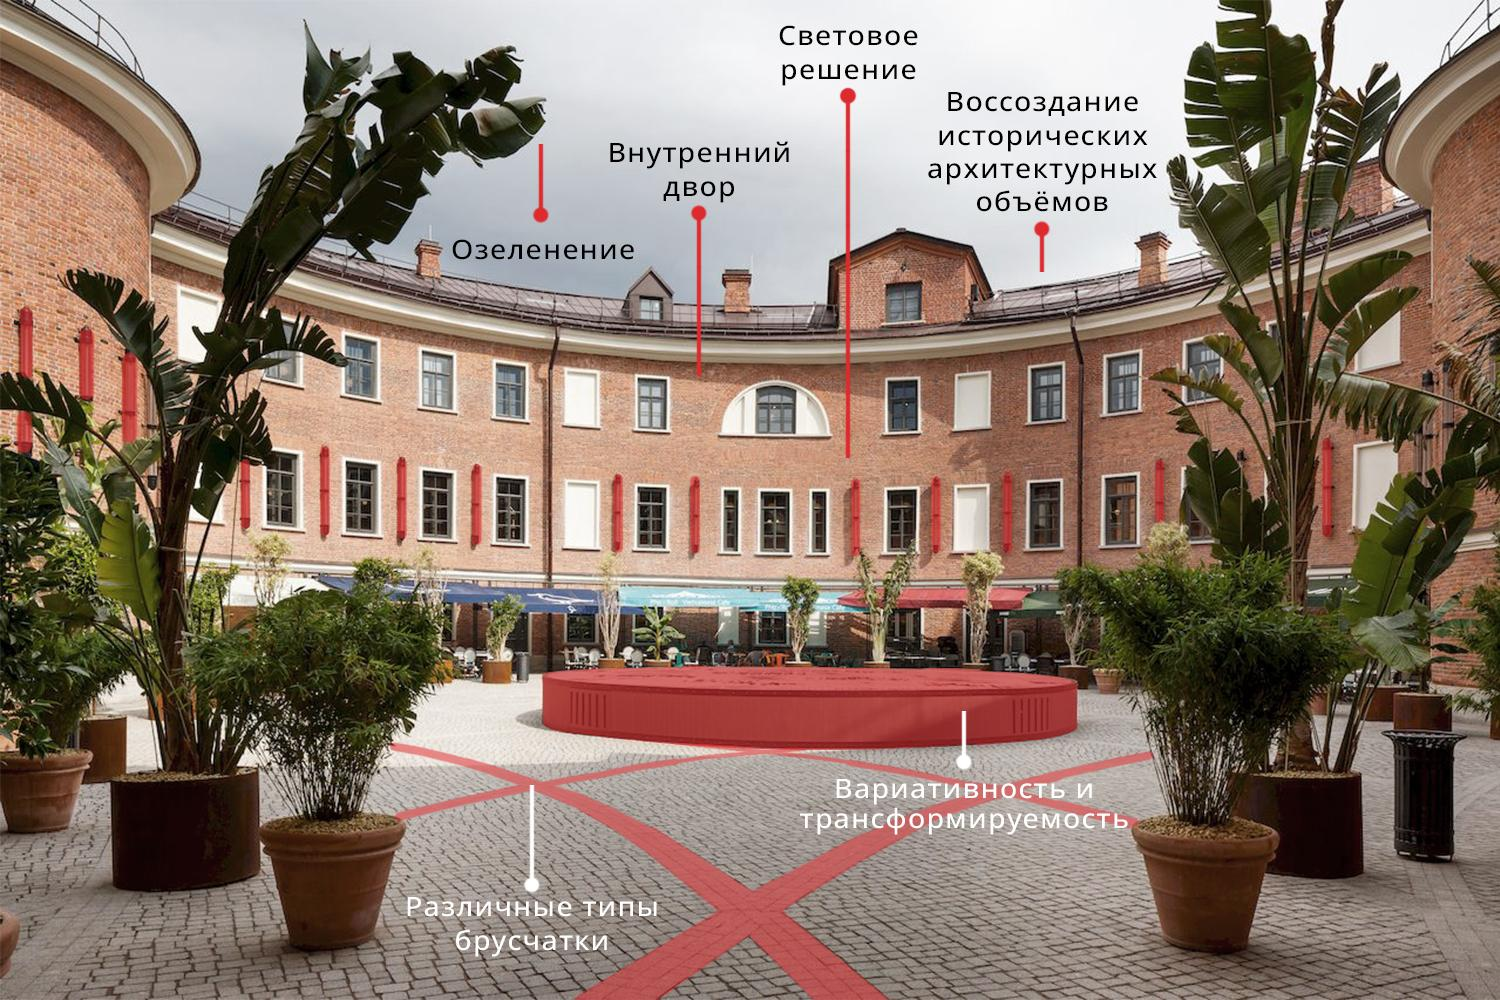 Световое
решение
Воссоздание
исторических
архитектурных
объёмов
Внутренний
двор
Озеленение
Вариативность и
трансформируемость
Различные типы
брусчатки